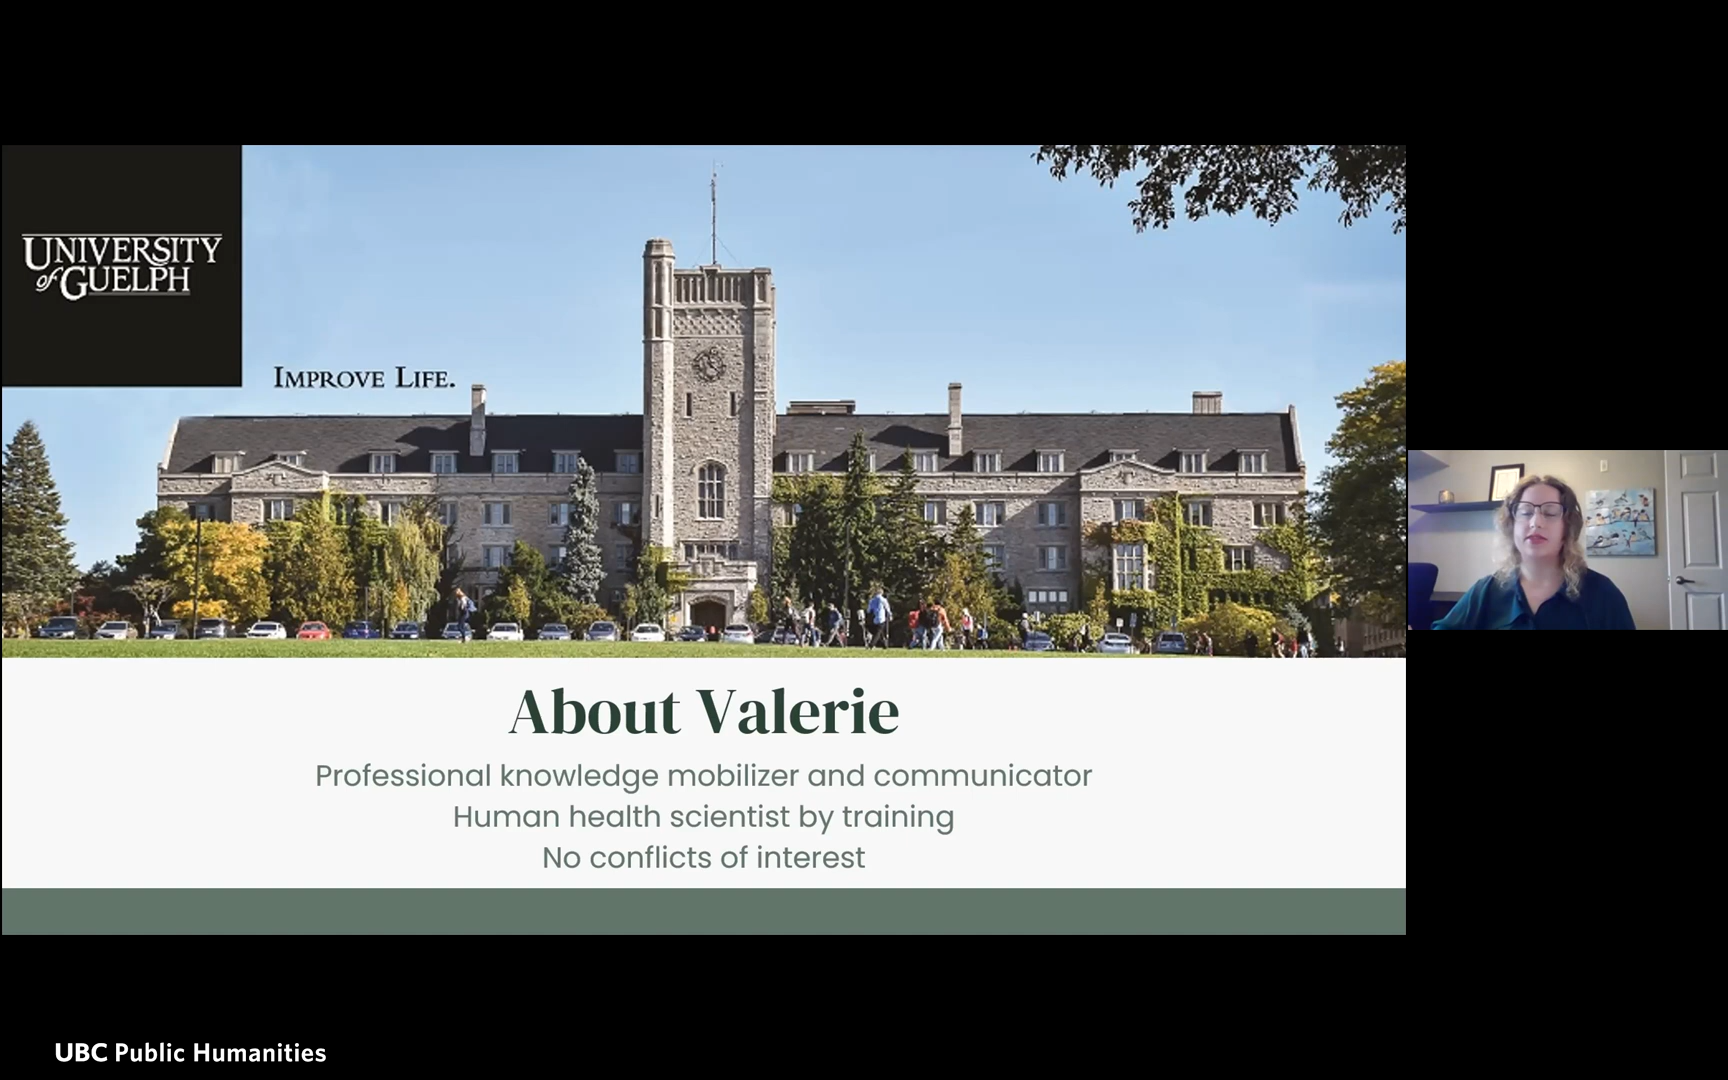 UNIVERSITY
of GUELPH
IMPROVE LIFE.
About Valerie
Professional knowledge mobilizer and communicator
Human health scientist by training
No conflicts of interest
UBC Public Humanities